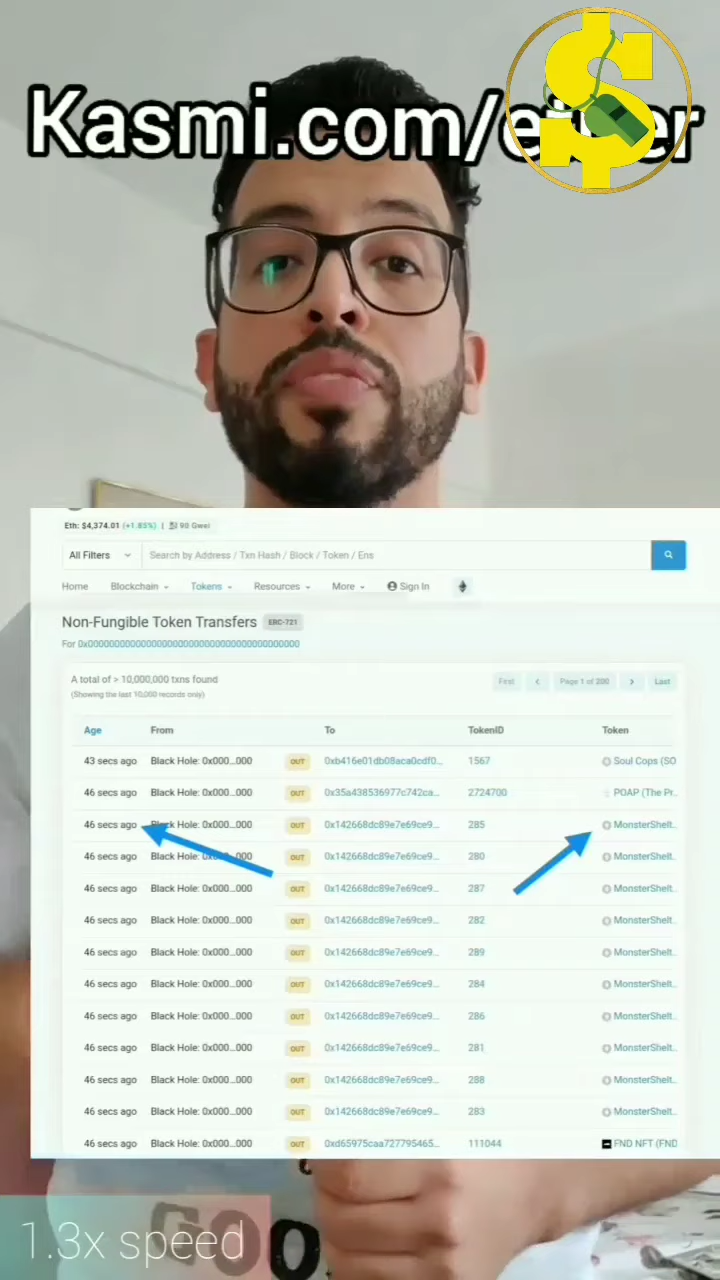 Kasmi.com/ether
Eth: $4,374.01 (+1.85%) | 90 Gwei
All Filters Search by Address / Txn Hash / Block / Token / Ens
Home Blockchain Tokens Resources More Sign In
Non-Fungible Token Transfers ERC-721
For 0x0000000000000000000000000000000000000000
A total of > 10,000,000 txns found First < Page 1 of 200 > Last
(Showing the last 10,000 records only)
Age From To TokenID Token
43 secs ago Black Hole: 0x000...000 OUT 0xb416e01db08aca0cdf0... 1567 Soul Cops (SO
46 secs ago Black Hole: 0x000...000 OUT 0x35a438536977c742ca... 2724700 POAP (The Pr..
46 secs ago Black Hole: 0x000...000 OUT 0x142668dc89e7e69ce9... 285 MonsterShelt..
46 secs ago Black Hole: 0x000...000 OUT 0x142668dc89e7e69ce9... 280 MonsterShelt..
46 secs ago Black Hole: 0x000...000 OUT 0x142668dc89e7e69ce9... 287 MonsterShelt..
46 secs ago Black Hole: 0x000...000 OUT 0x142668dc89e7e69ce9... 282 MonsterShelt..
46 secs ago Black Hole: 0x000...000 OUT 0x142668dc89e7e69ce9... 289 MonsterShelt..
46 secs ago Black Hole: 0x000...000 OUT 0x142668dc89e7e69ce9... 284 MonsterShelt..
46 secs ago Black Hole: 0x000...000 OUT 0x142668dc89e7e69ce9... 286 MonsterShelt..
46 secs ago Black Hole: 0x000...000 OUT 0x142668dc89e7e69ce9... 281 MonsterShelt..
46 secs ago Black Hole: 0x000...000 OUT 0x142668dc89e7e69ce9... 288 MonsterShelt..
46 secs ago Black Hole: 0x000...000 OUT 0x142668dc89e7e69ce9... 283 MonsterShelt..
46 secs ago Black Hole: 0x000...000 OUT 0xd65975caa727795465... 111044 FND NFT (FND
1.3x speed